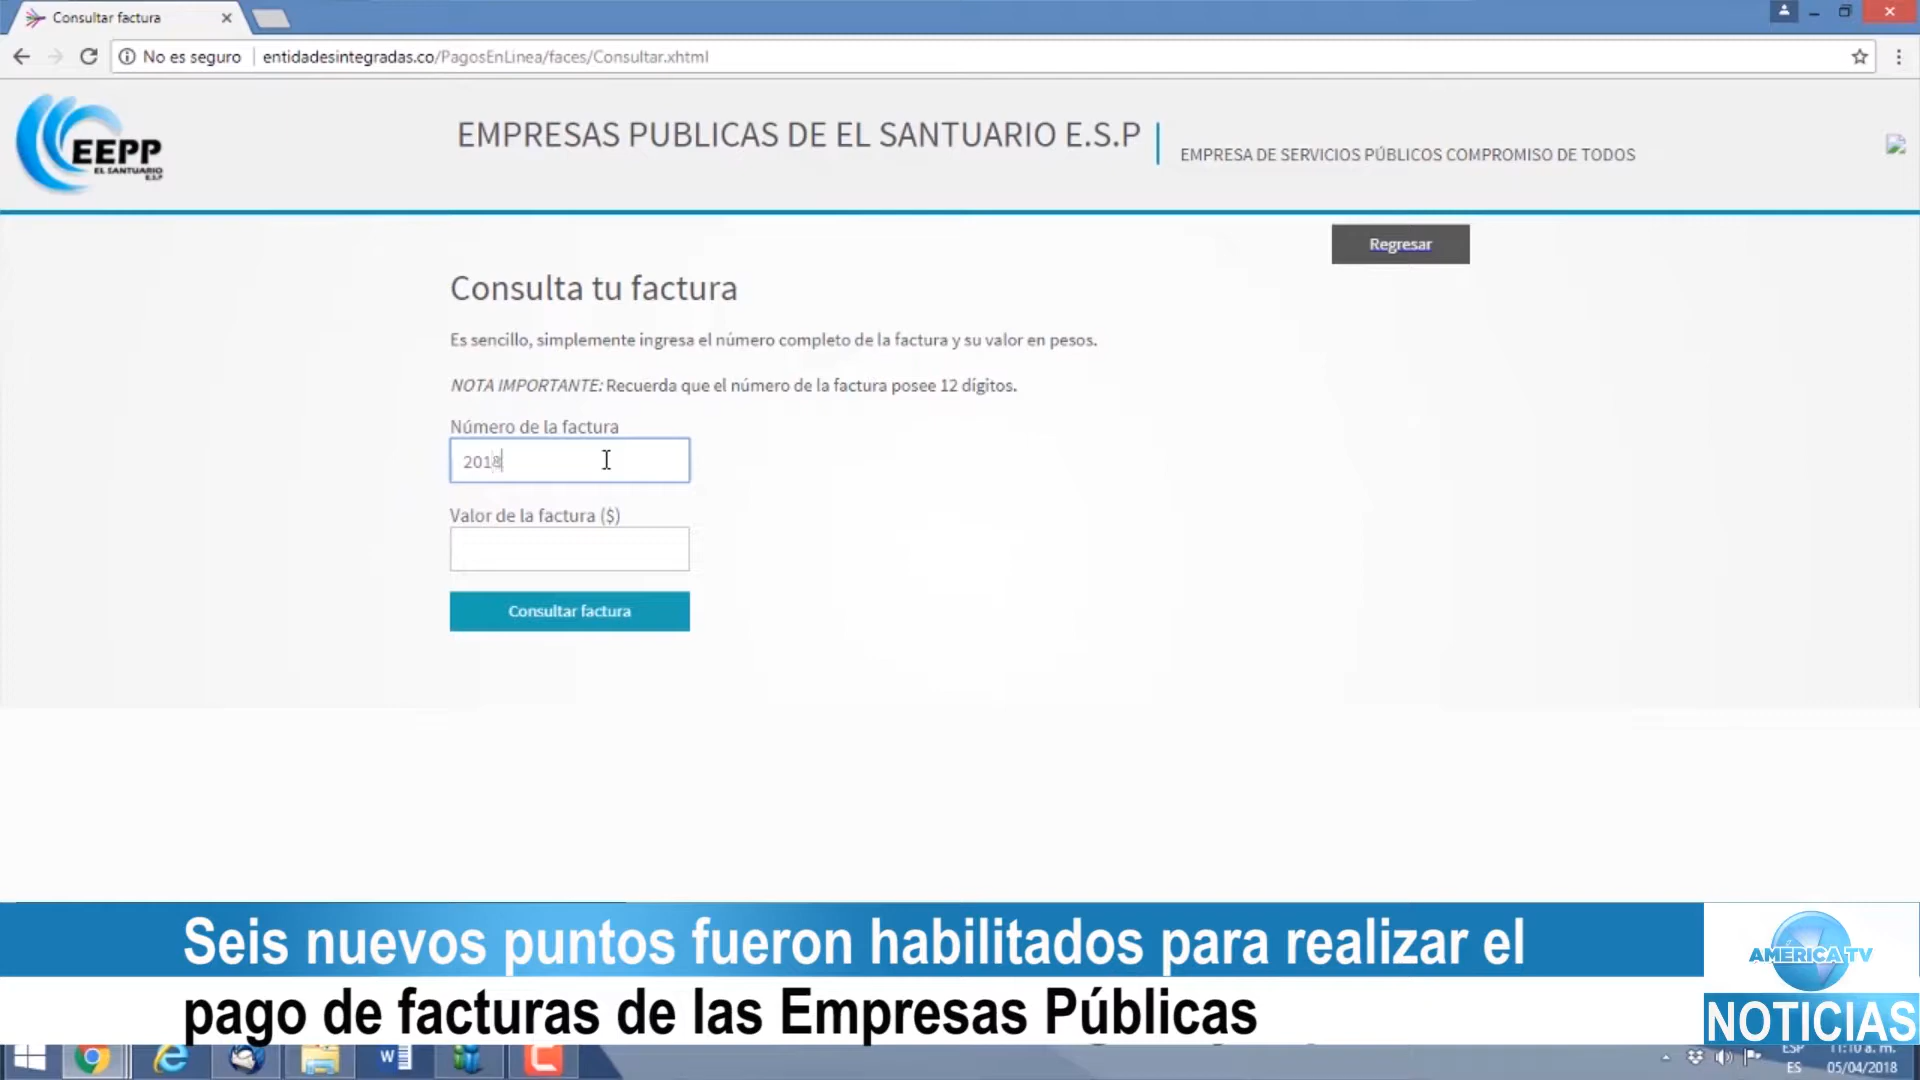 Consultar factura
No es seguro entidadesintegradas.co/PagosEnLinea/faces/Consultar.xhtml
EEPP
EL SANTUARIO
E.S.P
EMPRESAS PUBLICAS DE EL SANTUARIO E.S.P
EMPRESA DE SERVICIOS PÚBLICOS COMPROMISO DE TODOS
Regresar
Consulta tu factura
Es sencillo, simplemente ingresa el número completo de la factura y su valor en pesos.
NOTA IMPORTANTE: Recuerda que el número de la factura posee 12 dígitos.
Número de la factura
2018
Valor de la factura ($)
Consultar factura
Seis nuevos puntos fueron habilitados para realizar el
pago de facturas de las Empresas Públicas
AMÉRICA TV
NOTICIAS
ESP
11:10 a. m.
ES
05/04/2018